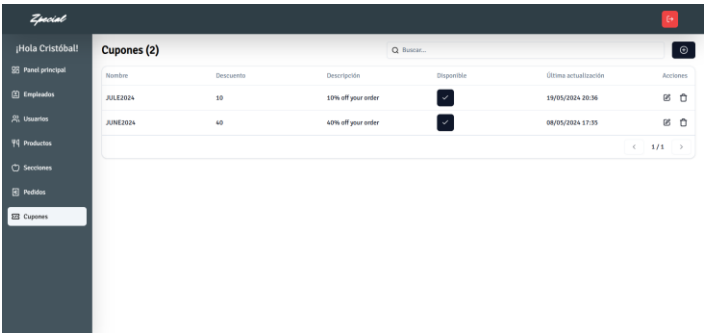 Zpecial
¡Hola Cristóbal!
Panel principal
Empleados
Usuarios
Productos
Secciones
Pedidos
Cupones
Cupones (2)
Buscar...
Nombre Descuento Descripción Disponible Última actualización Acciones
JULE2024 10 10% off your order 19/05/2024 20:36
JUNE2024 40 40% off your order 08/05/2024 17:35
1 / 1